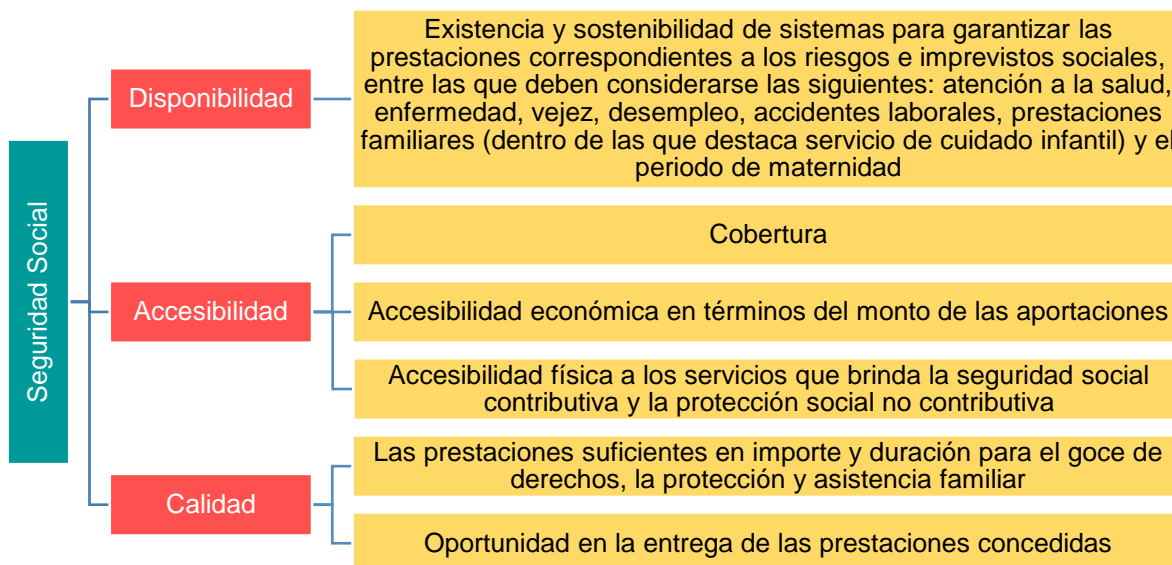 Seguridad Social
Disponibilidad
Existencia y sostenibilidad de sistemas para garantizar las
prestaciones correspondientes a los riesgos e imprevistos sociales,
entre las que deben considerarse las siguientes: atención a la salud,
enfermedad, vejez, desempleo, accidentes laborales, prestaciones
familiares (dentro de las que destaca servicio de cuidado infantil) y el
periodo de maternidad
Accesibilidad
Cobertura
Accesibilidad económica en términos del monto de las aportaciones
Accesibilidad física a los servicios que brinda la seguridad social
contributiva y la protección social no contributiva
Calidad
Las prestaciones suficientes en importe y duración para el goce de
derechos, la protección y asistencia familiar
Oportunidad en la entrega de las prestaciones concedidas